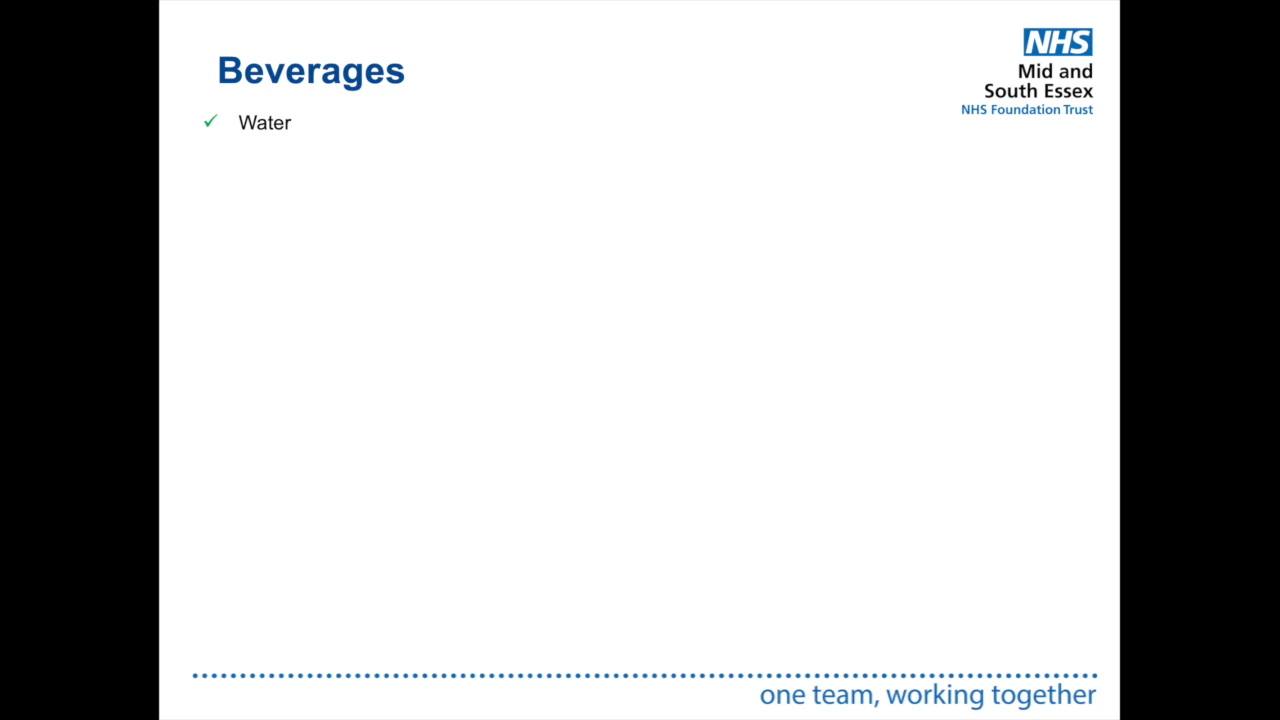 Beverages
✓ Water
NHS
Mid and
South Essex
NHS Foundation Trust
one team, working together